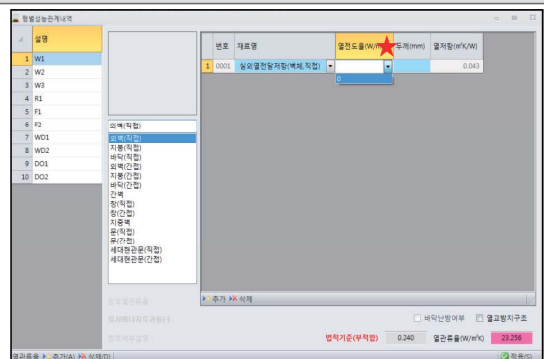 형별성능관계내역
설명
1 W1
2 W2
3 W3
4 R1
5 F1
6 F2
7 WD1
8 WD2
9 DO1
10 DO2
외벽(직접)
외벽(직접)
지붕(직접)
바닥(직접)
외벽(간접)
지붕(간접)
바닥(간접)
간벽
창(직접)
창(간접)
지중벽
문(직접)
문(간접)
세대현관문(직접)
세대현관문(간접)
번호 재료명 열전도율(W/m 두께(mm) 열저항(m²K/W)
1 0001 실외열전달저항(벽체,직접) 0.043
0
추가 삭제
바닥난방여부 열교방지구조
법적기준(부적합) 0.240 열관류율(W/m²K) 23.256
열관류율 추가(A) 삭제(D) 적용(S)